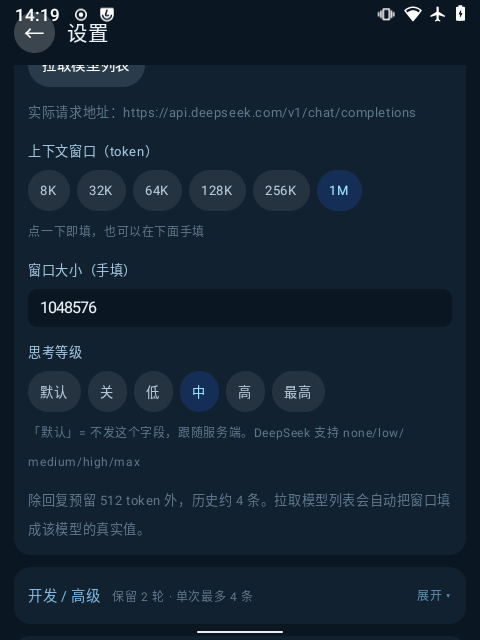 14:19
设置
拉取模型列表
实际请求地址：https://api.deepseek.com/v1/chat/completions
上下文窗口（token）
8K 32K 64K 128K 256K 1M
点一下即填，也可以在下面手填
窗口大小（手填）
1048576
思考等级
默认 关 低 中 高 最高
「默认」= 不发这个字段，跟随服务端。DeepSeek 支持 none/low/
medium/high/max
除回复预留 512 token 外，历史约 4 条。拉取模型列表会自动把窗口填
成该模型的真实值。
开发 / 高级 保留 2 轮 · 单次最多 4 条 展开 ▾